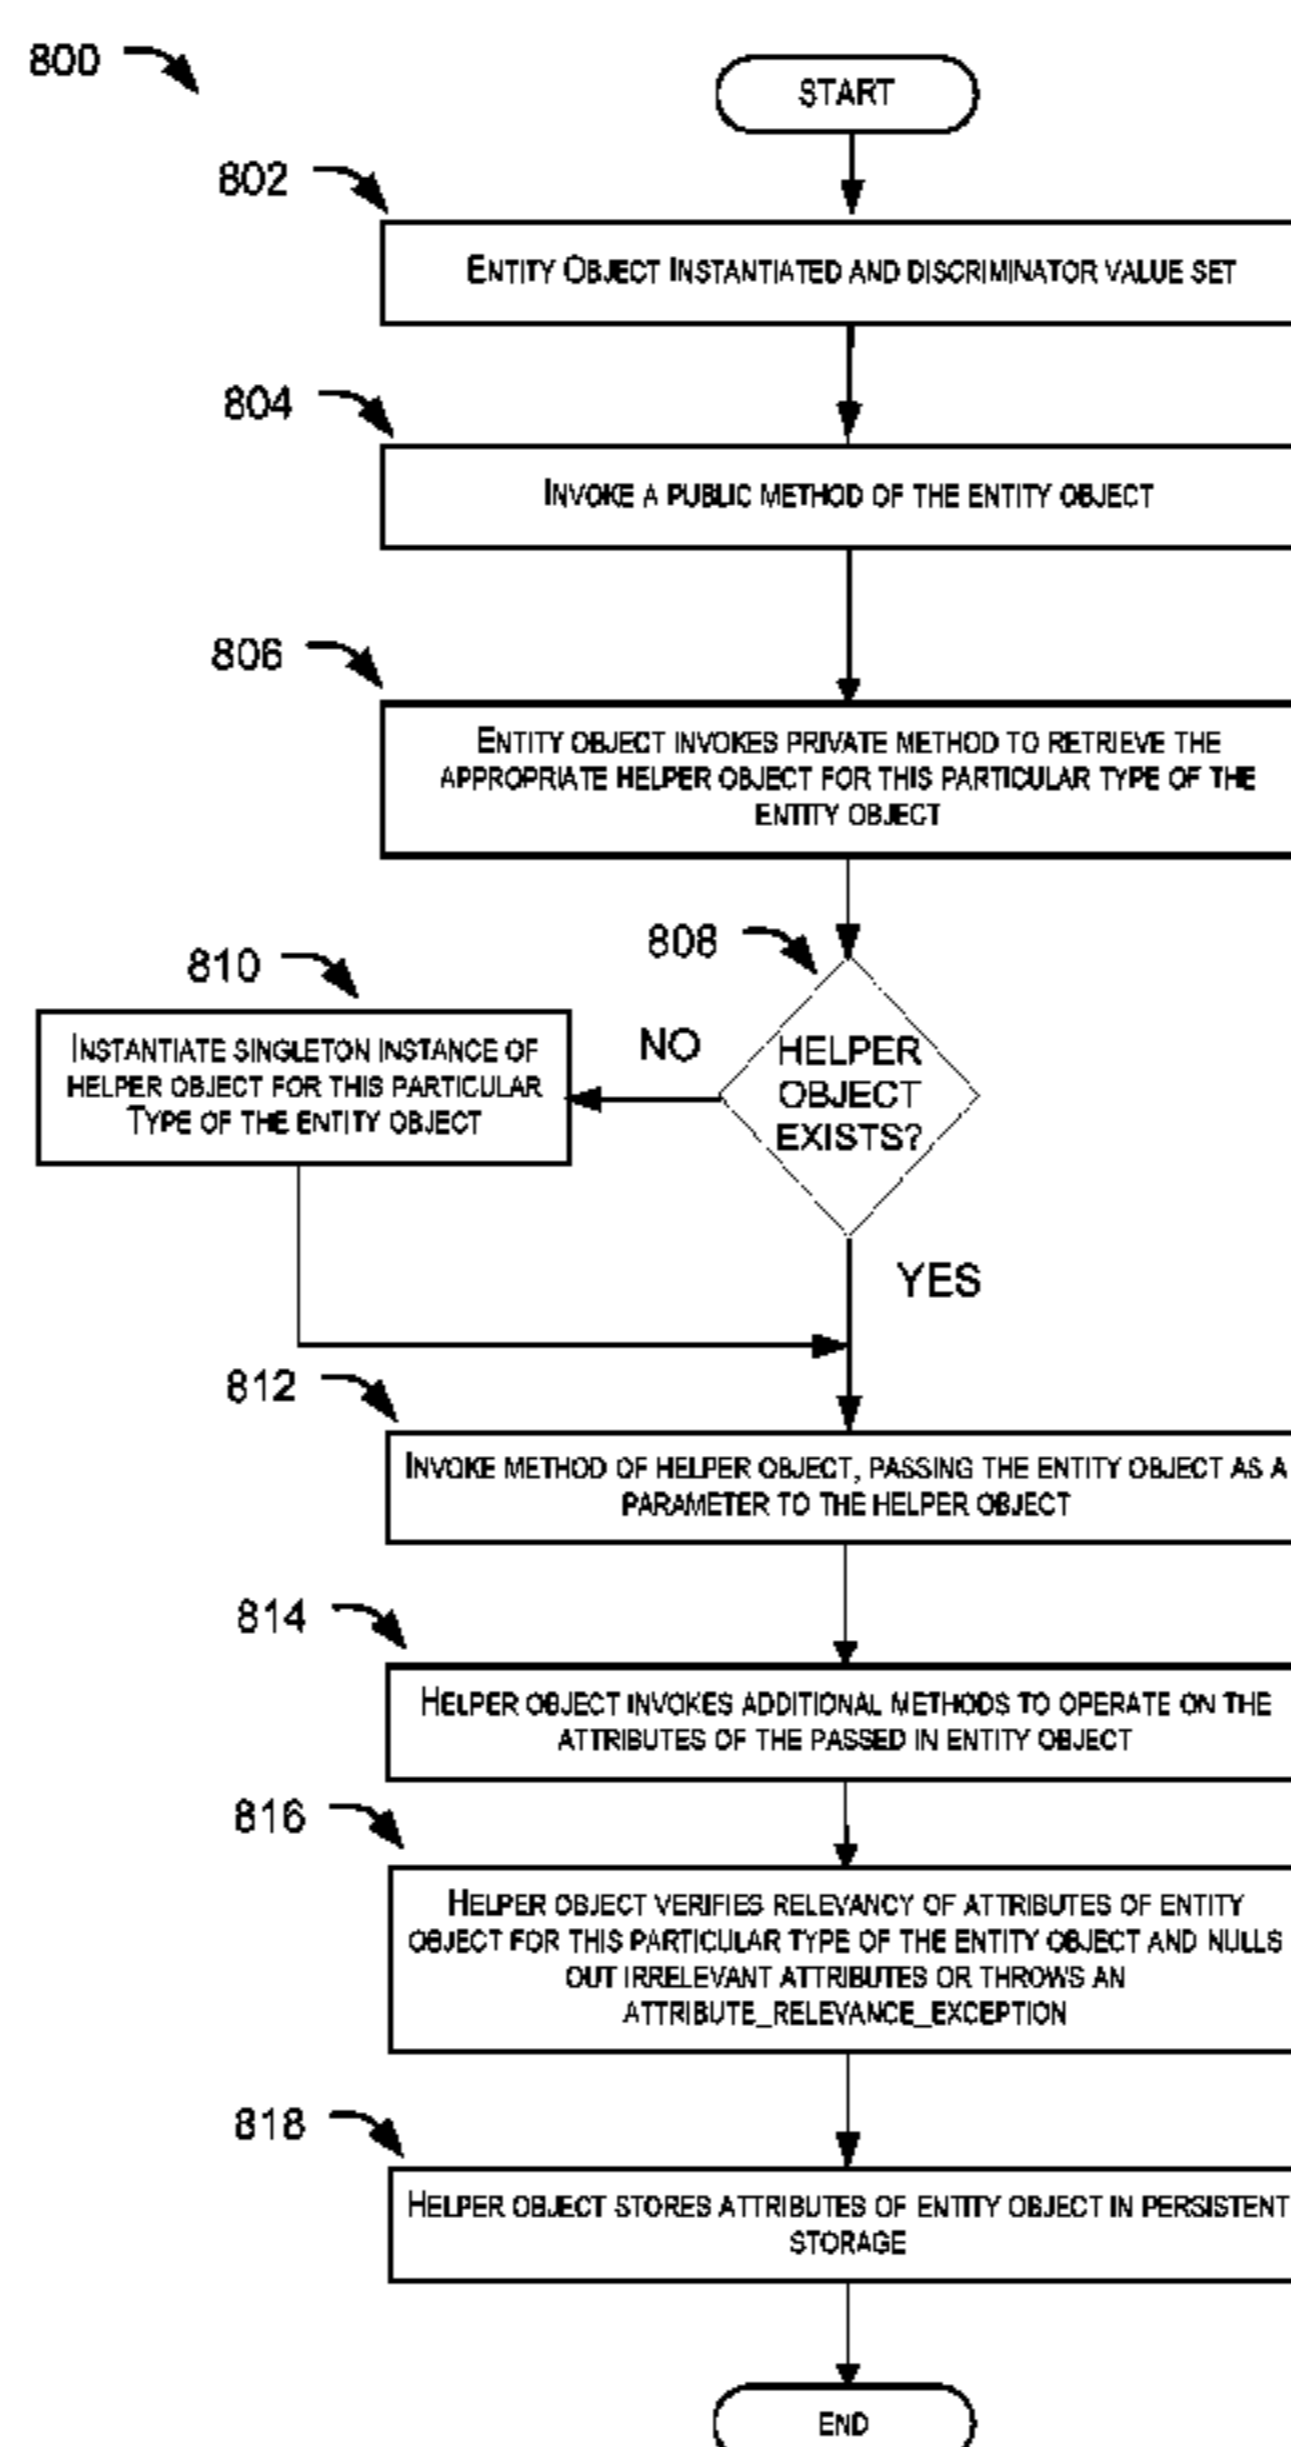 800
START
802
ENTITY OBJECT INSTANTIATED AND DISCRIMINATOR VALUE SET
804
INVOKE A PUBLIC METHOD OF THE ENTITY OBJECT
806
ENTITY OBJECT INVOKES PRIVATE METHOD TO RETRIEVE THE
APPROPRIATE HELPER OBJECT FOR THIS PARTICULAR TYPE OF THE
ENTITY OBJECT
808
HELPER
OBJECT
EXISTS?
NO
810
INSTANTIATE SINGLETON INSTANCE OF
HELPER OBJECT FOR THIS PARTICULAR
TYPE OF THE ENTITY OBJECT
YES
812
INVOKE METHOD OF HELPER OBJECT, PASSING THE ENTITY OBJECT AS A
PARAMETER TO THE HELPER OBJECT
814
HELPER OBJECT INVOKES ADDITIONAL METHODS TO OPERATE ON THE
ATTRIBUTES OF THE PASSED IN ENTITY OBJECT
816
HELPER OBJECT VERIFIES RELEVANCY OF ATTRIBUTES OF ENTITY
OBJECT FOR THIS PARTICULAR TYPE OF THE ENTITY OBJECT AND NULLS
OUT IRRELEVANT ATTRIBUTES OR THROWS AN
ATTRIBUTE_RELEVANCE_EXCEPTION
818
HELPER OBJECT STORES ATTRIBUTES OF ENTITY OBJECT IN PERSISTENT
STORAGE
END